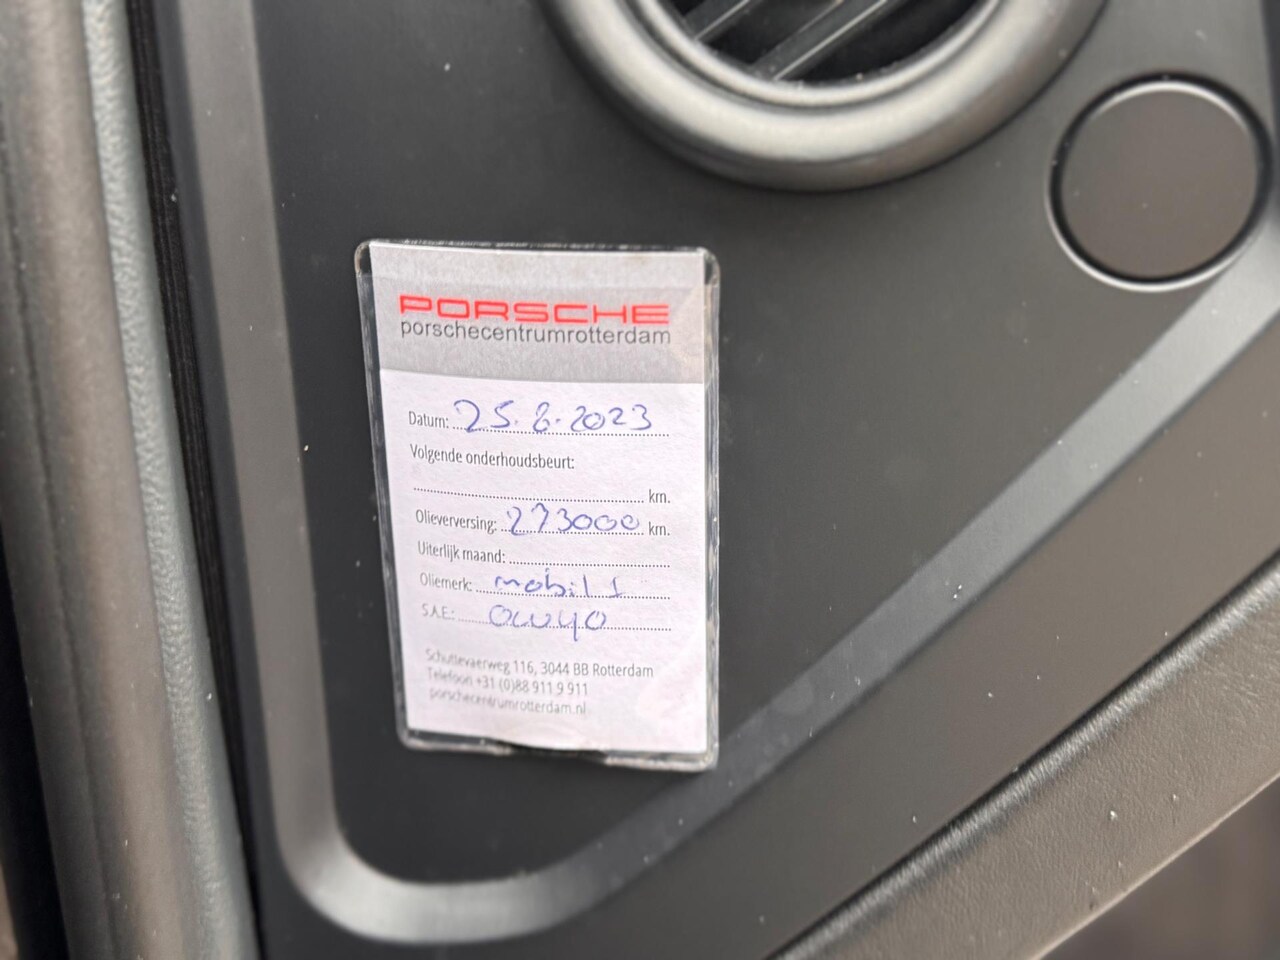 PORSCHE
porschecentrumrotterdam
Datum: 25.8.2023
Volgende onderhoudsbeurt:
km.
Olieverversing: 273000 km.
Uiterlijk maand:
Oliemerk: mobil 1
S.A.E.: 0W40
Schuttevaerweg 116, 3044 BB Rotterdam
Telefoon +31 (0)88 911 9 911
porschecentrumrotterdam.nl